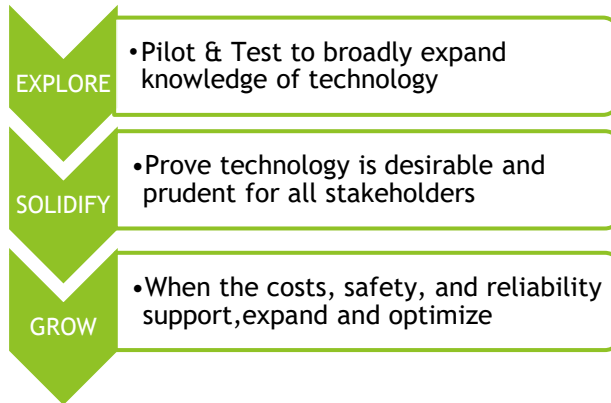 EXPLORE
•Pilot & Test to broadly expand
knowledge of technology
SOLIDIFY
•Prove technology is desirable and
prudent for all stakeholders
GROW
•When the costs, safety, and reliability
support,expand and optimize